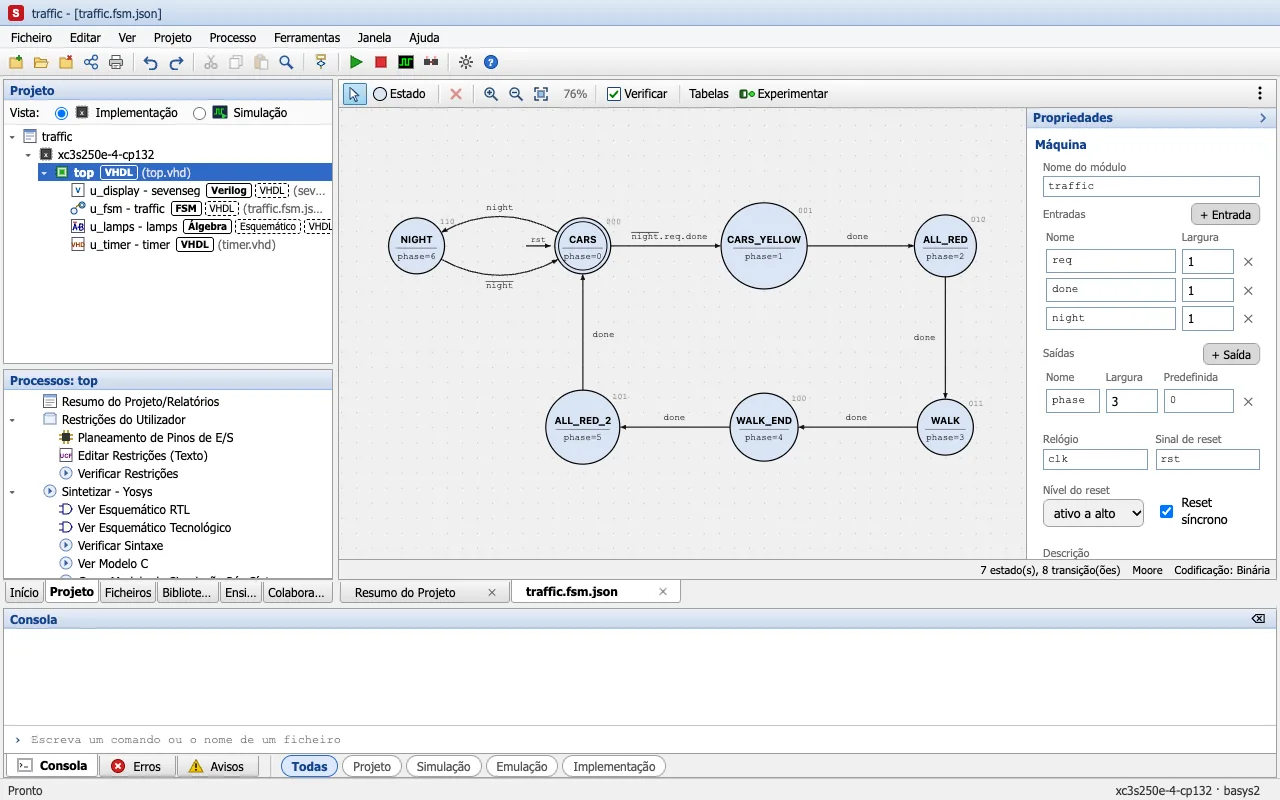 traffic - [traffic.fsm.json]
Ficheiro Editar Ver Projeto Processo Ferramentas Janela Ajuda
Projeto
Vista: Implementação Simulação
traffic
xc3s250e-4-cp132
top VHDL (top.vhd)
u_display - sevenseg Verilog VHDL (sev...
u_fsm - traffic FSM VHDL (traffic.fsm.js...
u_lamps - lamps Álgebra Esquemático VHDL
u_timer - timer VHDL (timer.vhd)
Processos: top
Resumo do Projeto/Relatórios
Restrições do Utilizador
Planeamento de Pinos de E/S
Editar Restrições (Texto)
Verificar Restrições
Sintetizar - Yosys
Ver Esquemático RTL
Ver Esquemático Tecnológico
Verificar Sintaxe
Ver Modelo C
Início Projeto Ficheiros Bibliote... Ensi... Colabora...
Estado 76% Verificar Tabelas Experimentar
night
110
NIGHT
phase=6
night
rst
000
CARS
phase=0
night.req.done
001
CARS_YELLOW
phase=1
done
010
ALL_RED
phase=2
done
done
101
ALL_RED_2
phase=5
done
100
WALK_END
phase=4
done
011
WALK
phase=3
Propriedades
Máquina
Nome do módulo
traffic
Entradas + Entrada
Nome Largura
req 1
done 1
night 1
Saídas + Saída
Nome Largura Predefinida
phase 3 0
Relógio Sinal de reset
clk rst
Nível do reset
ativo a alto Reset síncrono
Descrição
7 estado(s), 8 transição(ões) Moore Codificação: Binária
Resumo do Projeto traffic.fsm.json
Consola
› Escreva um comando ou o nome de um ficheiro
Consola Erros Avisos Todas Projeto Simulação Emulação Implementação
Pronto xc3s250e-4-cp132 · basys2